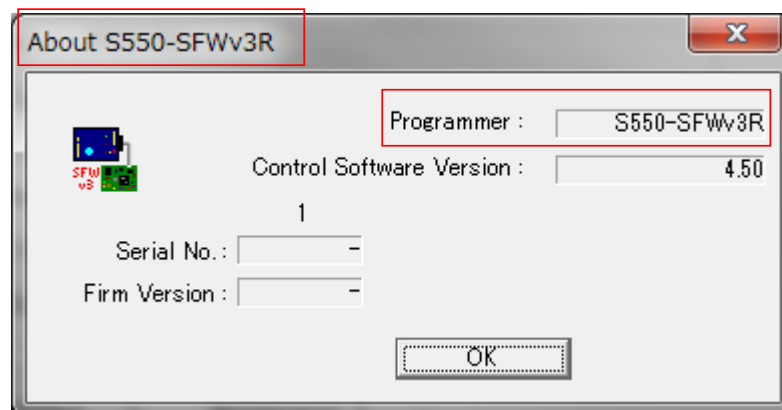 About S550-SFWv3R
Programmer : S550-SFWv3R
SFW
v3
Control Software Version : 4.50
1
Serial No. : -
Firm Version : -
OK